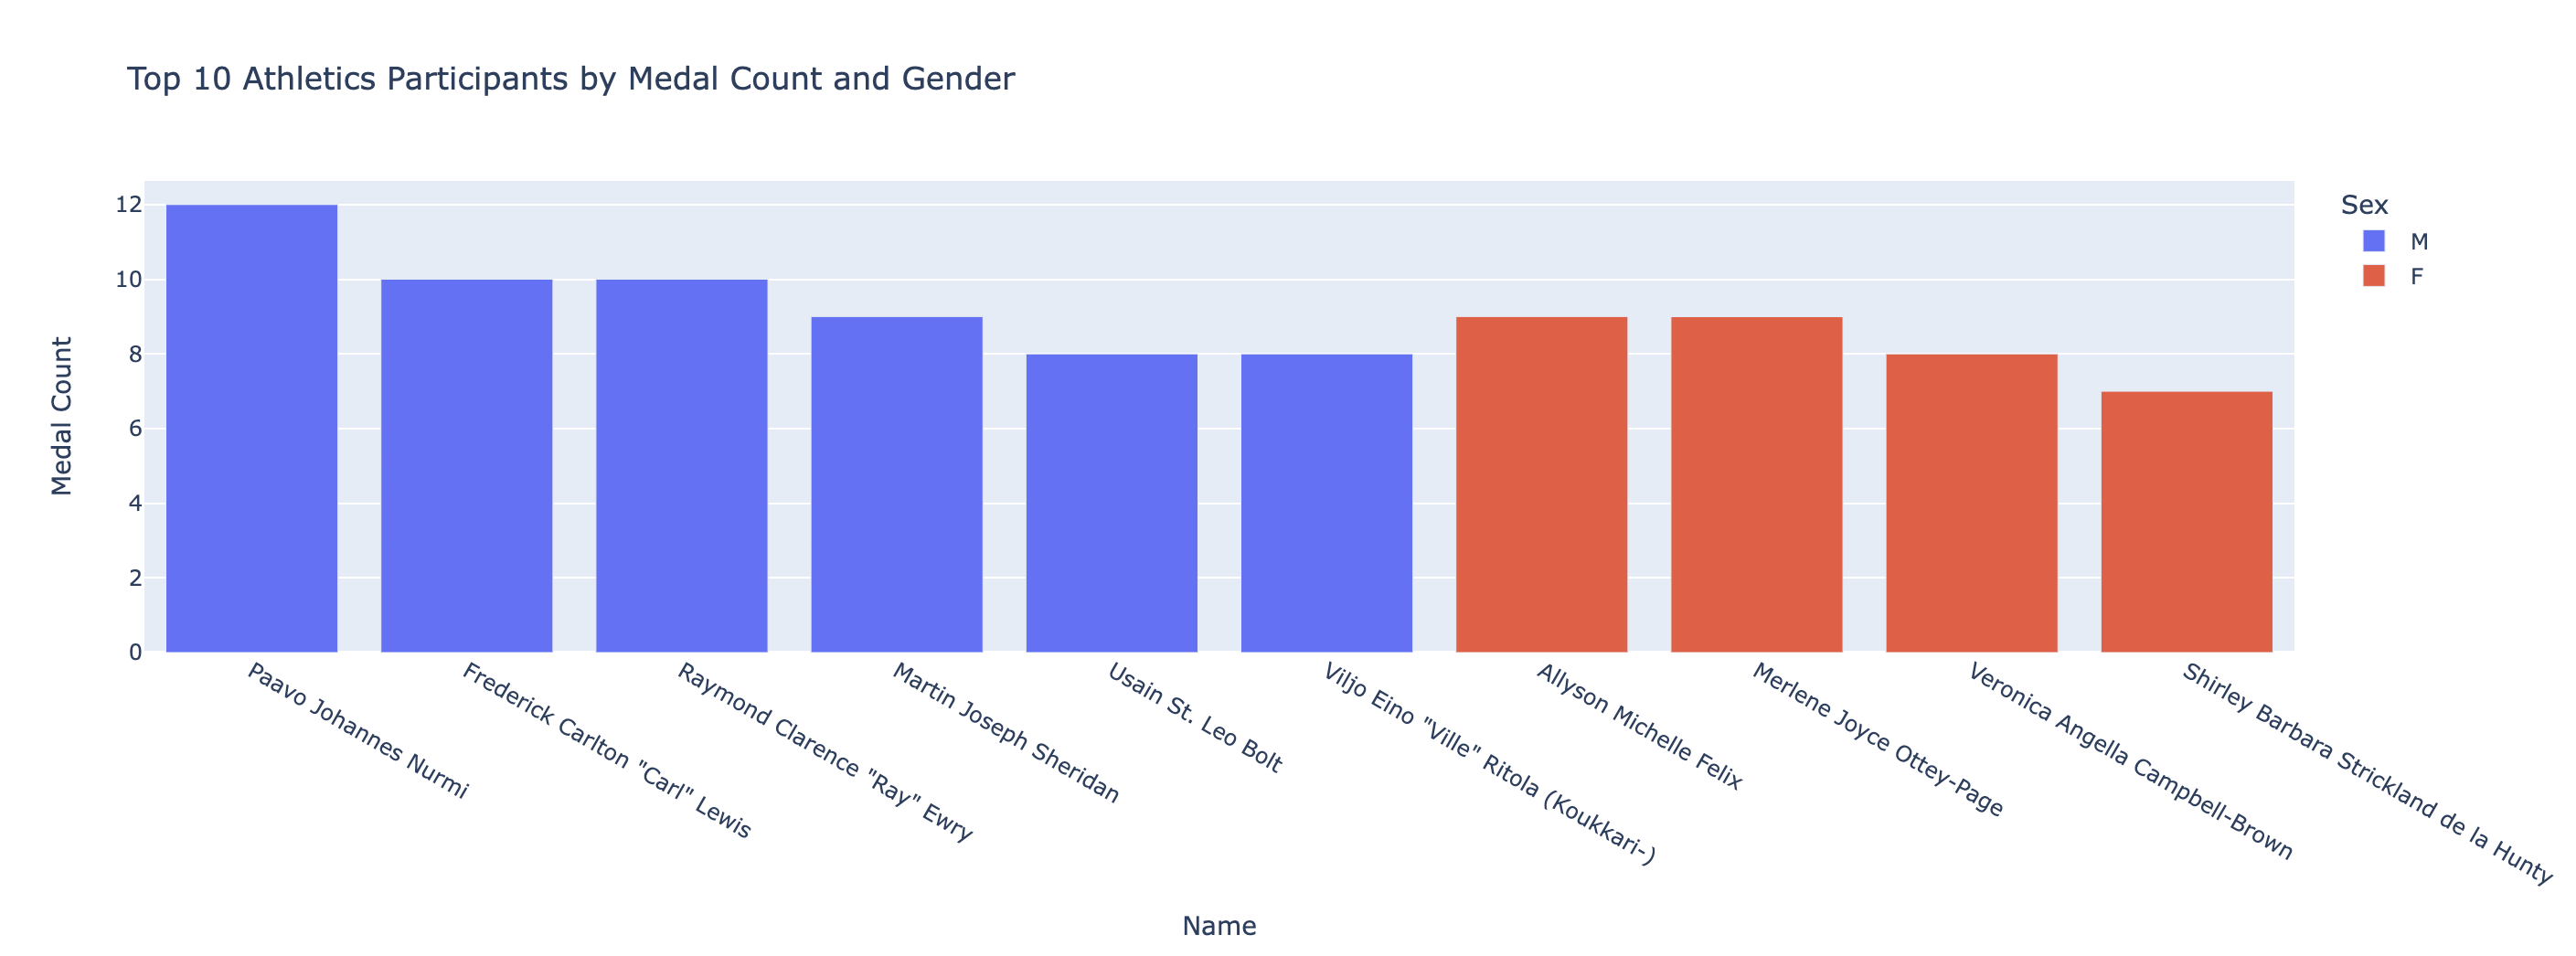 Top 10 Athletics Participants by Medal Count and Gender
Medal Count
12
10
8
6
4
2
0
Sex
M
F
Paavo Johannes Nurmi
Frederick Carlton "Carl" Lewis
Raymond Clarence "Ray" Ewry
Martin Joseph Sheridan
Usain St. Leo Bolt
Viljo Eino "Ville" Ritola (Koukkari-)
Allyson Michelle Felix
Merlene Joyce Ottey-Page
Veronica Angella Campbell-Brown
Shirley Barbara Strickland de la Hunty
Name